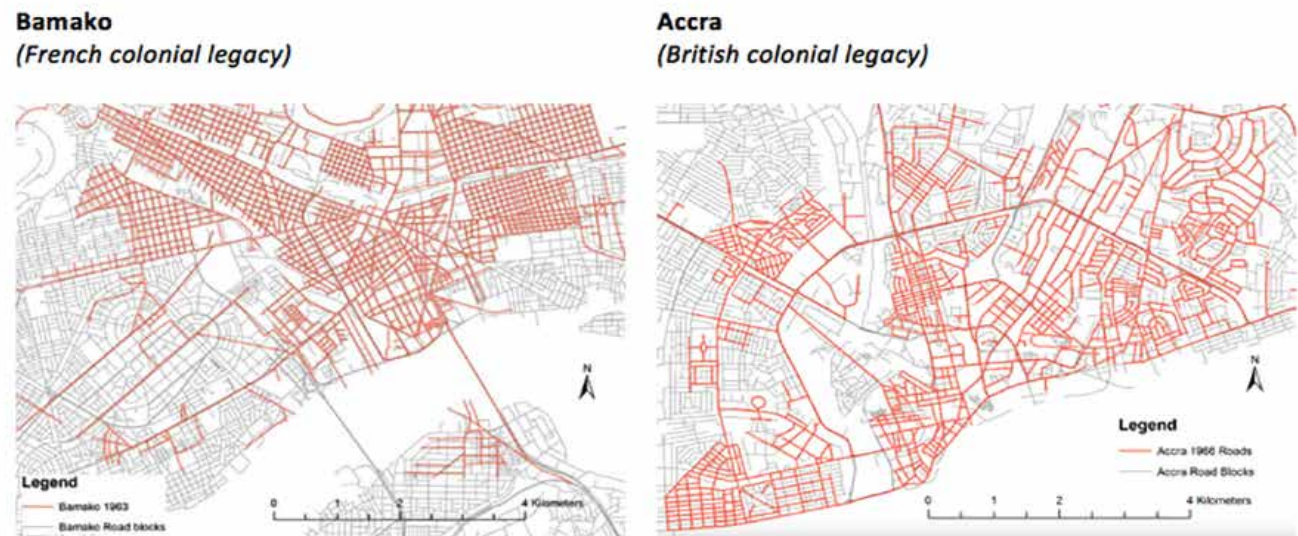 Bamako
(French colonial legacy)
Accra
(British colonial legacy)
N
Legend
Bamako 1963
Bamako Road blocks
0 1 2 4 Kilometers
N
Legend
Accra 1966 Roads
Accra Road Blocks
0 1 2 4 Kilometers